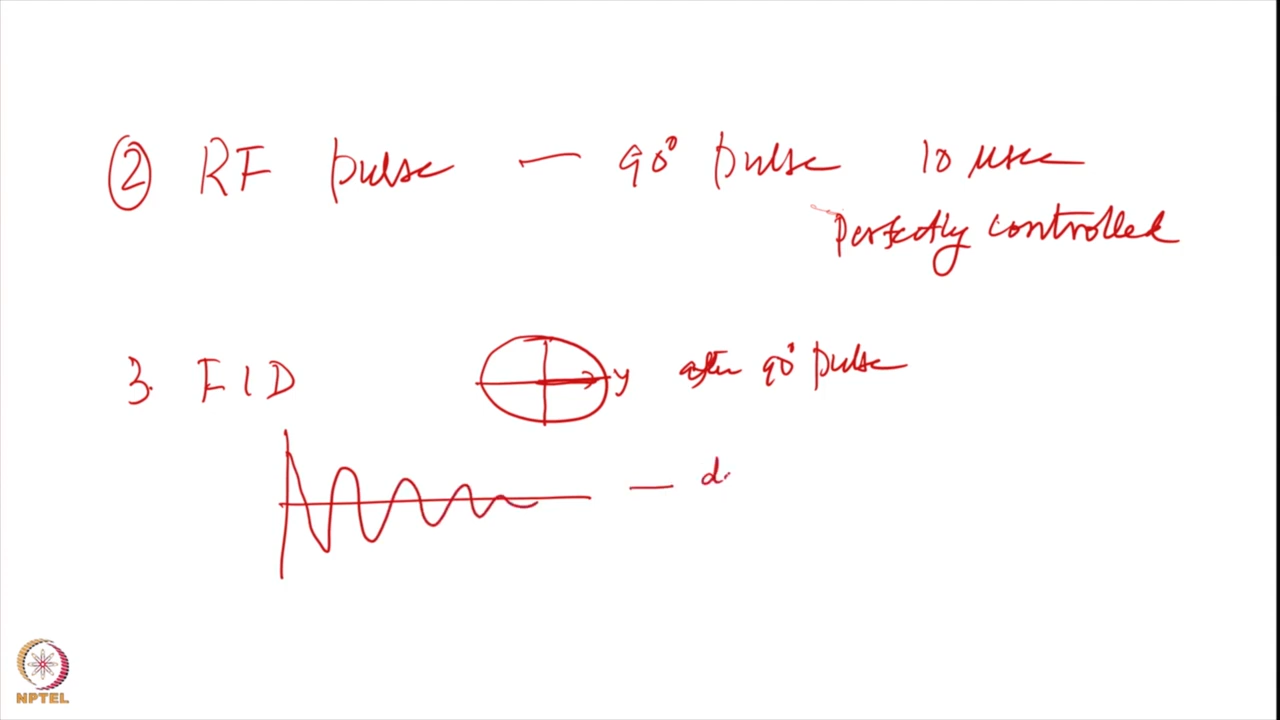 ② RF pulse — 90° pulse 10 μsec
Perfectly controlled
3. FID
y after 90° pulse
— d.
NPTEL